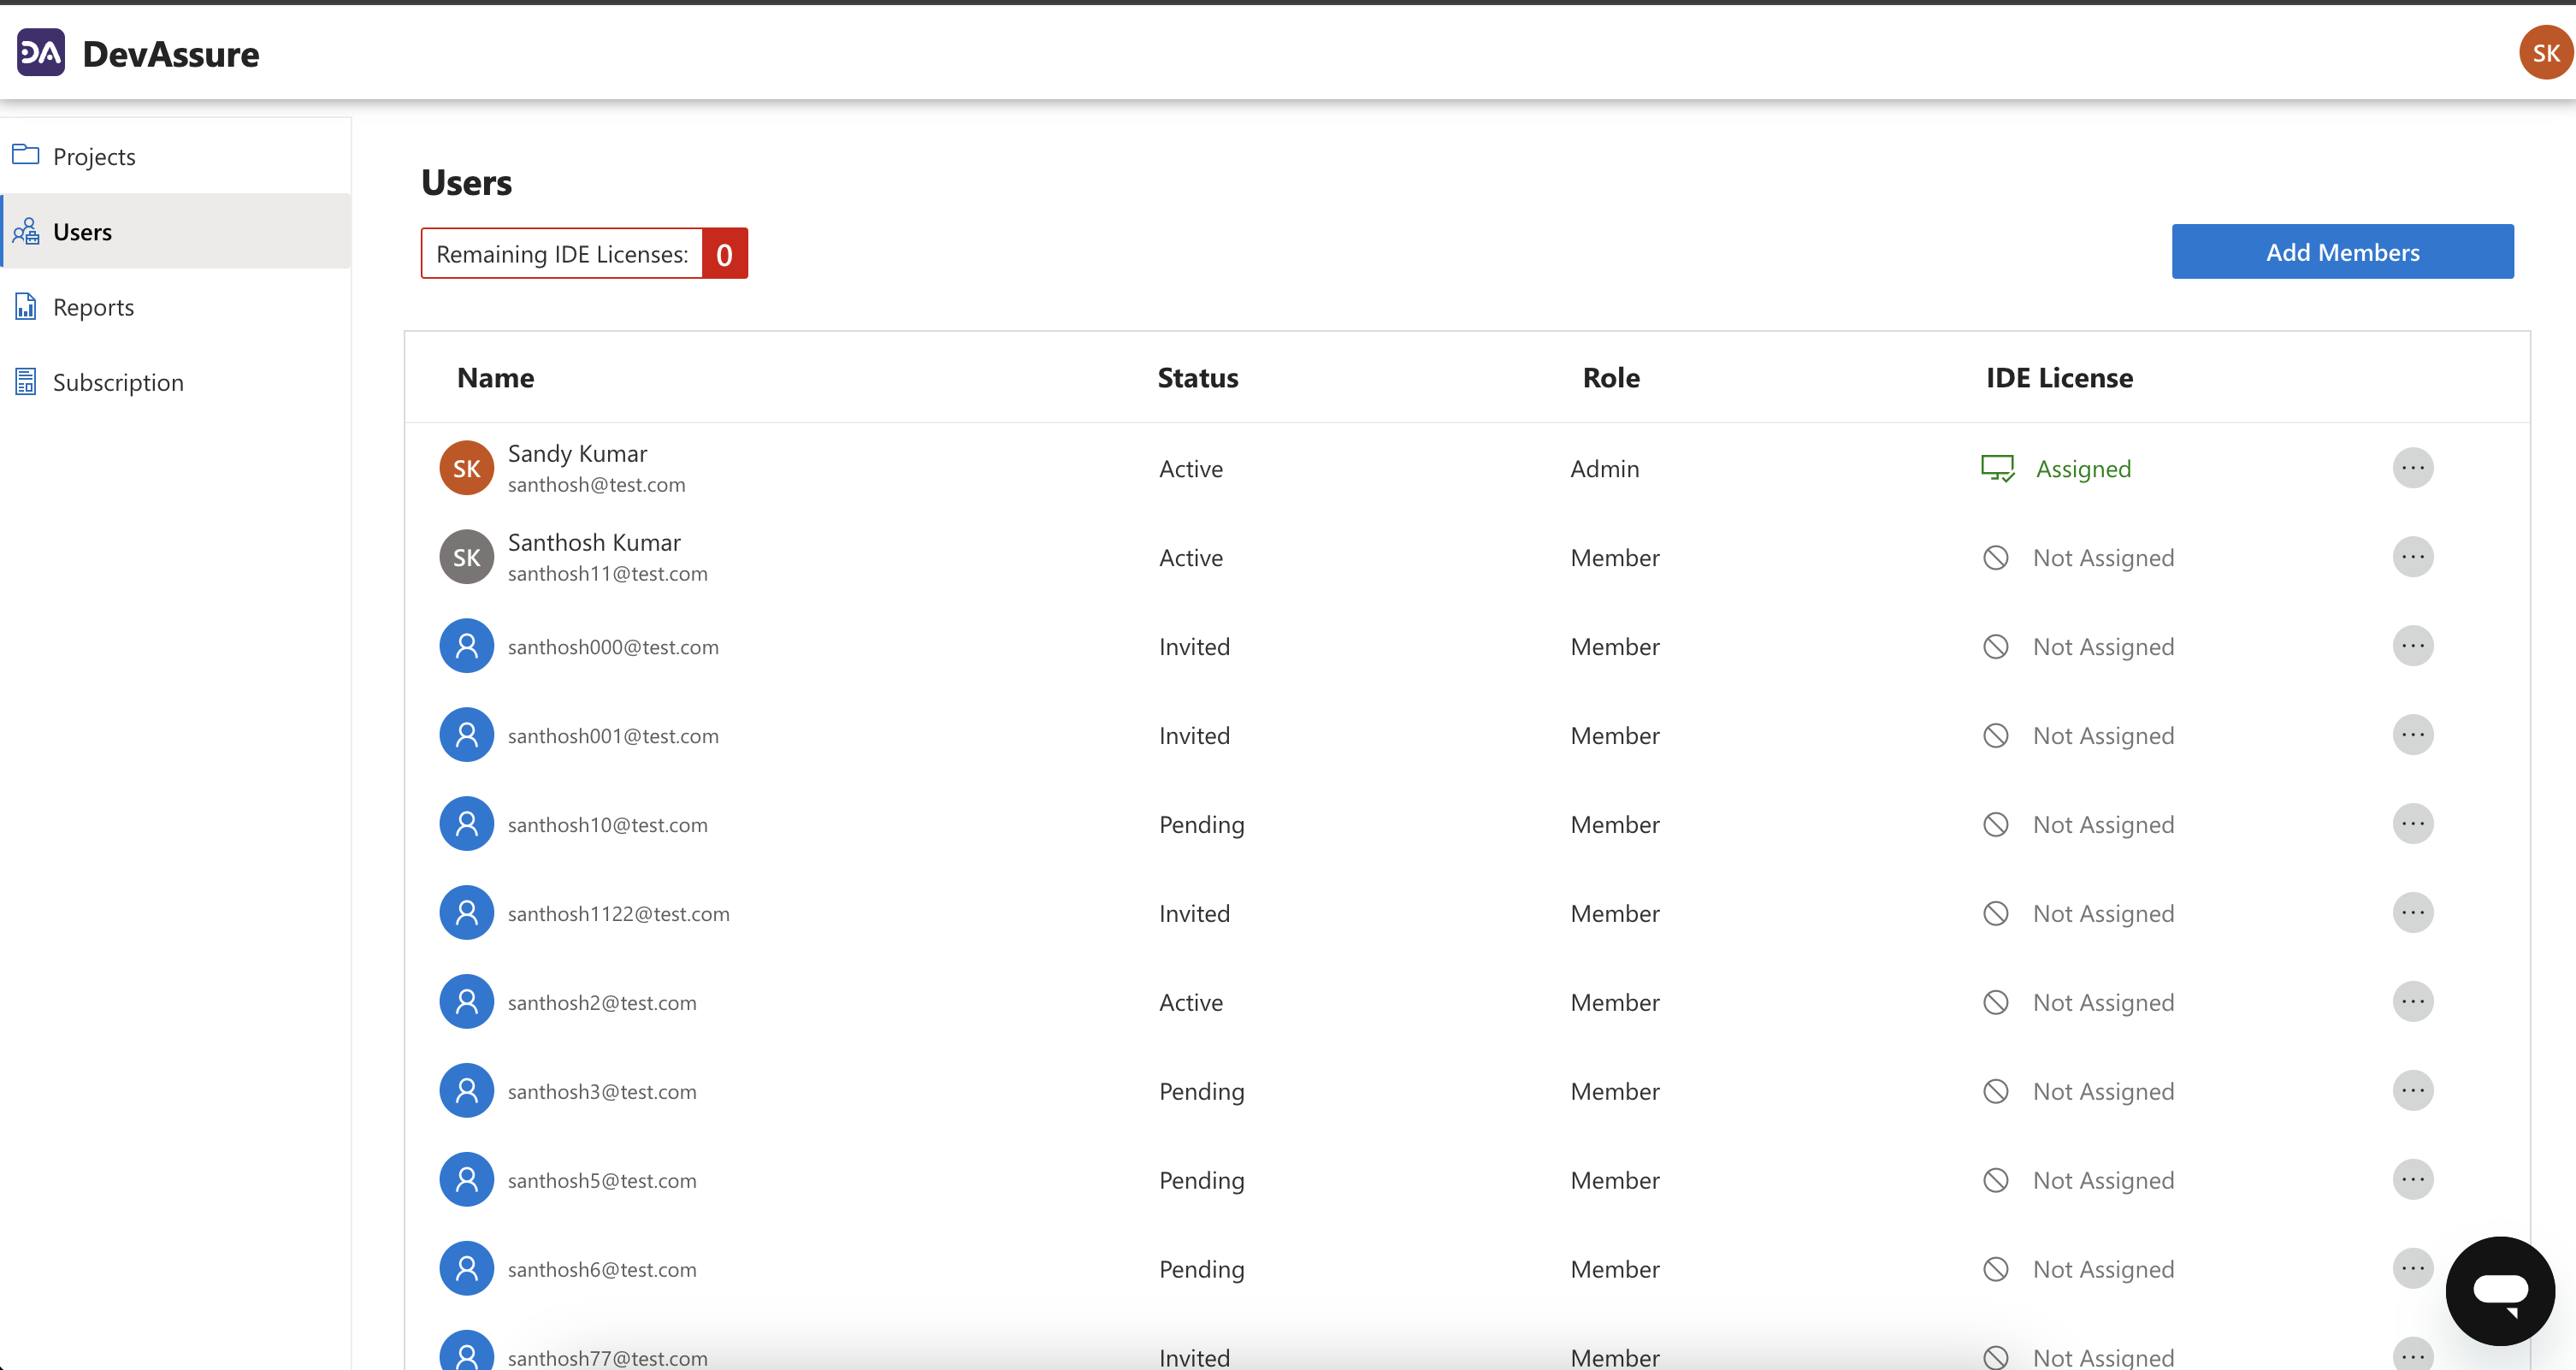 DA DevAssure
SK
Projects
Users
Reports
Subscription
Users
Remaining IDE Licenses: 0
Add Members
Name Status Role IDE License
SK Sandy Kumar
santhosh@test.com
Active Admin Assigned
SK Santhosh Kumar
santhosh11@test.com
Active Member Not Assigned
santhosh000@test.com Invited Member Not Assigned
santhosh001@test.com Invited Member Not Assigned
santhosh10@test.com Pending Member Not Assigned
santhosh1122@test.com Invited Member Not Assigned
santhosh2@test.com Active Member Not Assigned
santhosh3@test.com Pending Member Not Assigned
santhosh5@test.com Pending Member Not Assigned
santhosh6@test.com Pending Member Not Assigned
santhosh77@test.com Invited Member Not Assigned